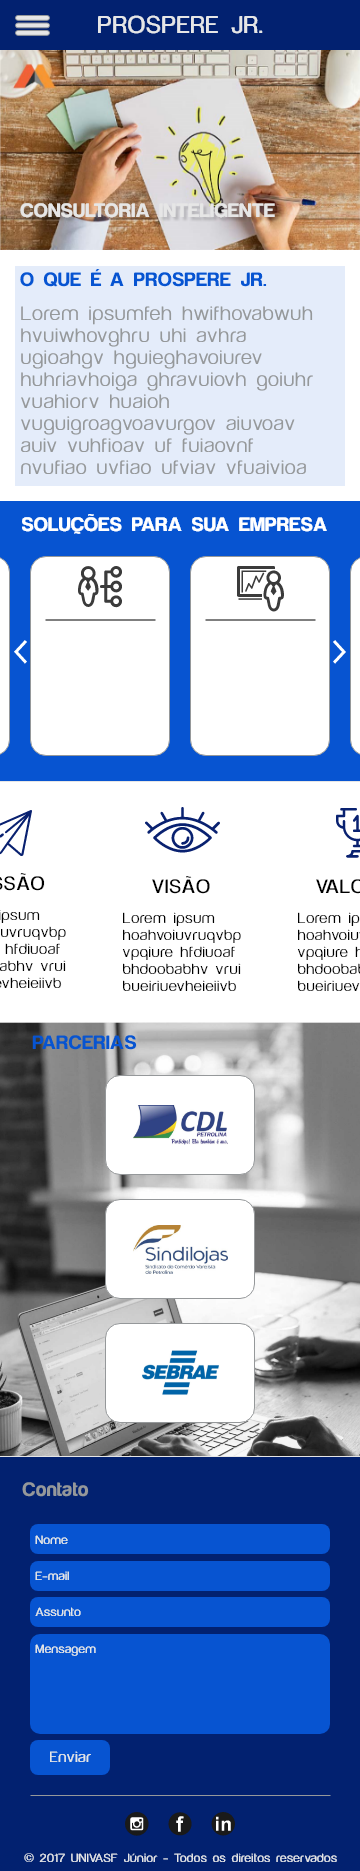 PROSPERE JR.
CONSULTORIA INTELIGENTE
O QUE É A PROSPERE JR.
Lorem ipsumfeh hwifhovabwuh
hvuiwhovghru uhi avhra
ugioahgv hguieghavoiurev
huhriavhoiga ghravuiovh goiuhr
vuahiorv huaioh
vuguigroagvoavurgov aiuvoav
auiv vuhfioav uf fuiaovnf
nvufiao uvfiao ufviav vfuaivioa
SOLUÇÕES PARA SUA EMPRESA
SSÃO
ipsum
uvruqvbp
hfdiuoaf
abhv vrui
evheieiivb
VISÃO
Lorem ipsum
hoahvoiuvruqvbp
vpqiure hfdiuoaf
bhdoobabhv vrui
bueiriuevheieiivb
1
VALO
Lorem ip
hoahvoiu
vpqiure h
bhdoobab
bueiriuev
PARCERIAS
CDL
PETROLINA
Participe! Ela também é sua.
Sindilojas
Sindicato do Comércio Varejista
de Petrolina
SEBRAE
Contato
Nome
E-mail
Assunto
Mensagem
Enviar
f in
© 2017 UNIVASF Júnior - Todos os direitos reservados